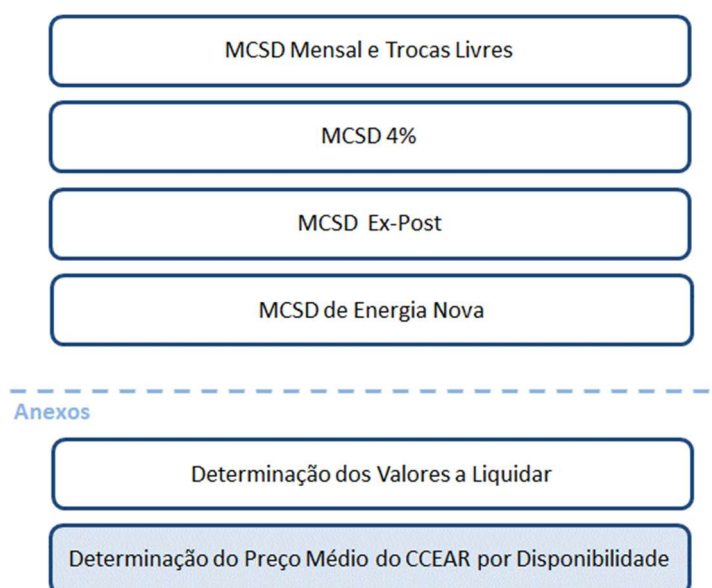 MCSD Mensal e Trocas Livres
MCSD 4%
MCSD Ex-Post
MCSD de Energia Nova
Anexos
Determinação dos Valores a Liquidar
Determinação do Preço Médio do CCEAR por Disponibilidade